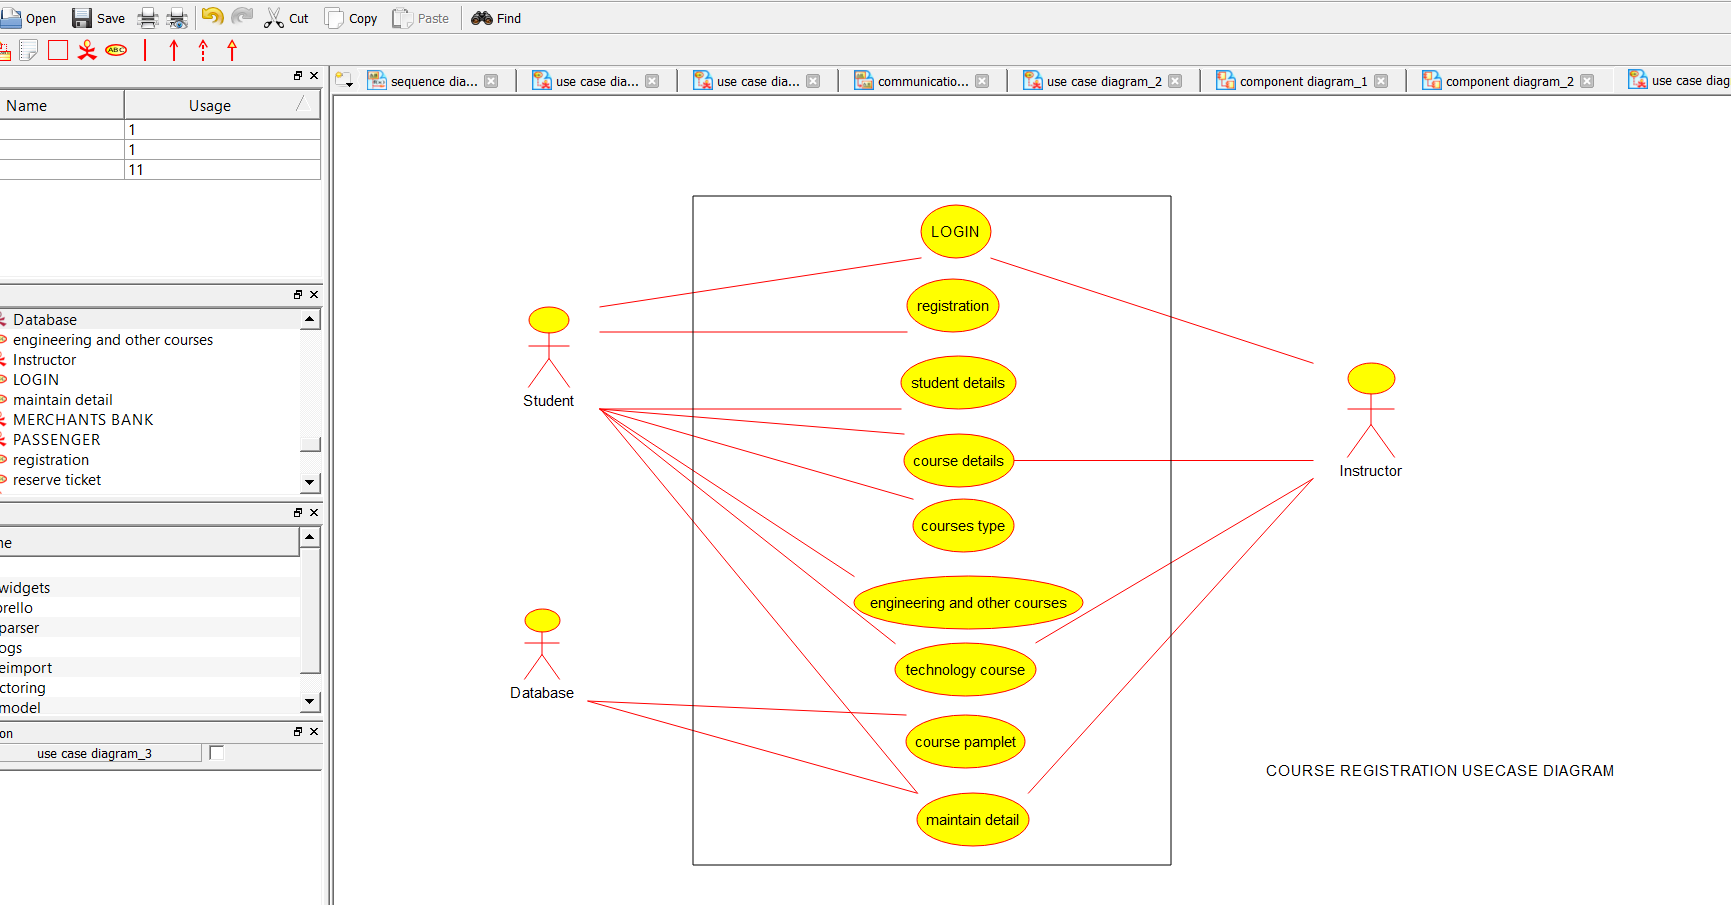 Open Save Cut Copy Paste Find
ABC
sequence dia... use case dia... use case dia... communicatio... use case diagram_2 component diagram_1 component diagram_2 use case diag
Name Usage
1
1
11
Database
engineering and other courses
Instructor
LOGIN
maintain detail
MERCHANTS BANK
PASSENGER
registration
reserve ticket
ne
widgets
orello
parser
ogs
eimport
ctoring
model
on
use case diagram_3
LOGIN
registration
student details
Student
course details
Instructor
courses type
engineering and other courses
technology course
Database
course pamplet
COURSE REGISTRATION USECASE DIAGRAM
maintain detail